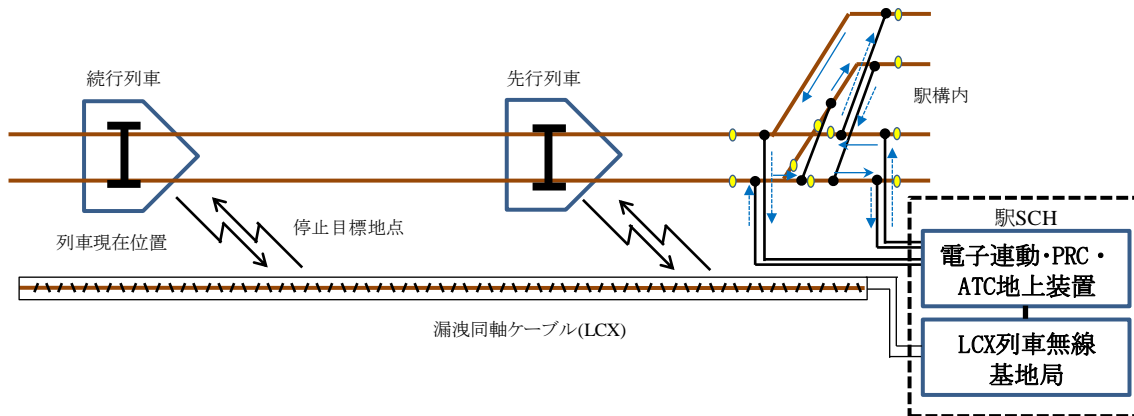 続行列車
先行列車
駅構内
停止目標地点
列車現在位置
駅SCH
電子連動・PRC・
ATC地上装置
漏洩同軸ケーブル(LCX)
LCX列車無線
基地局